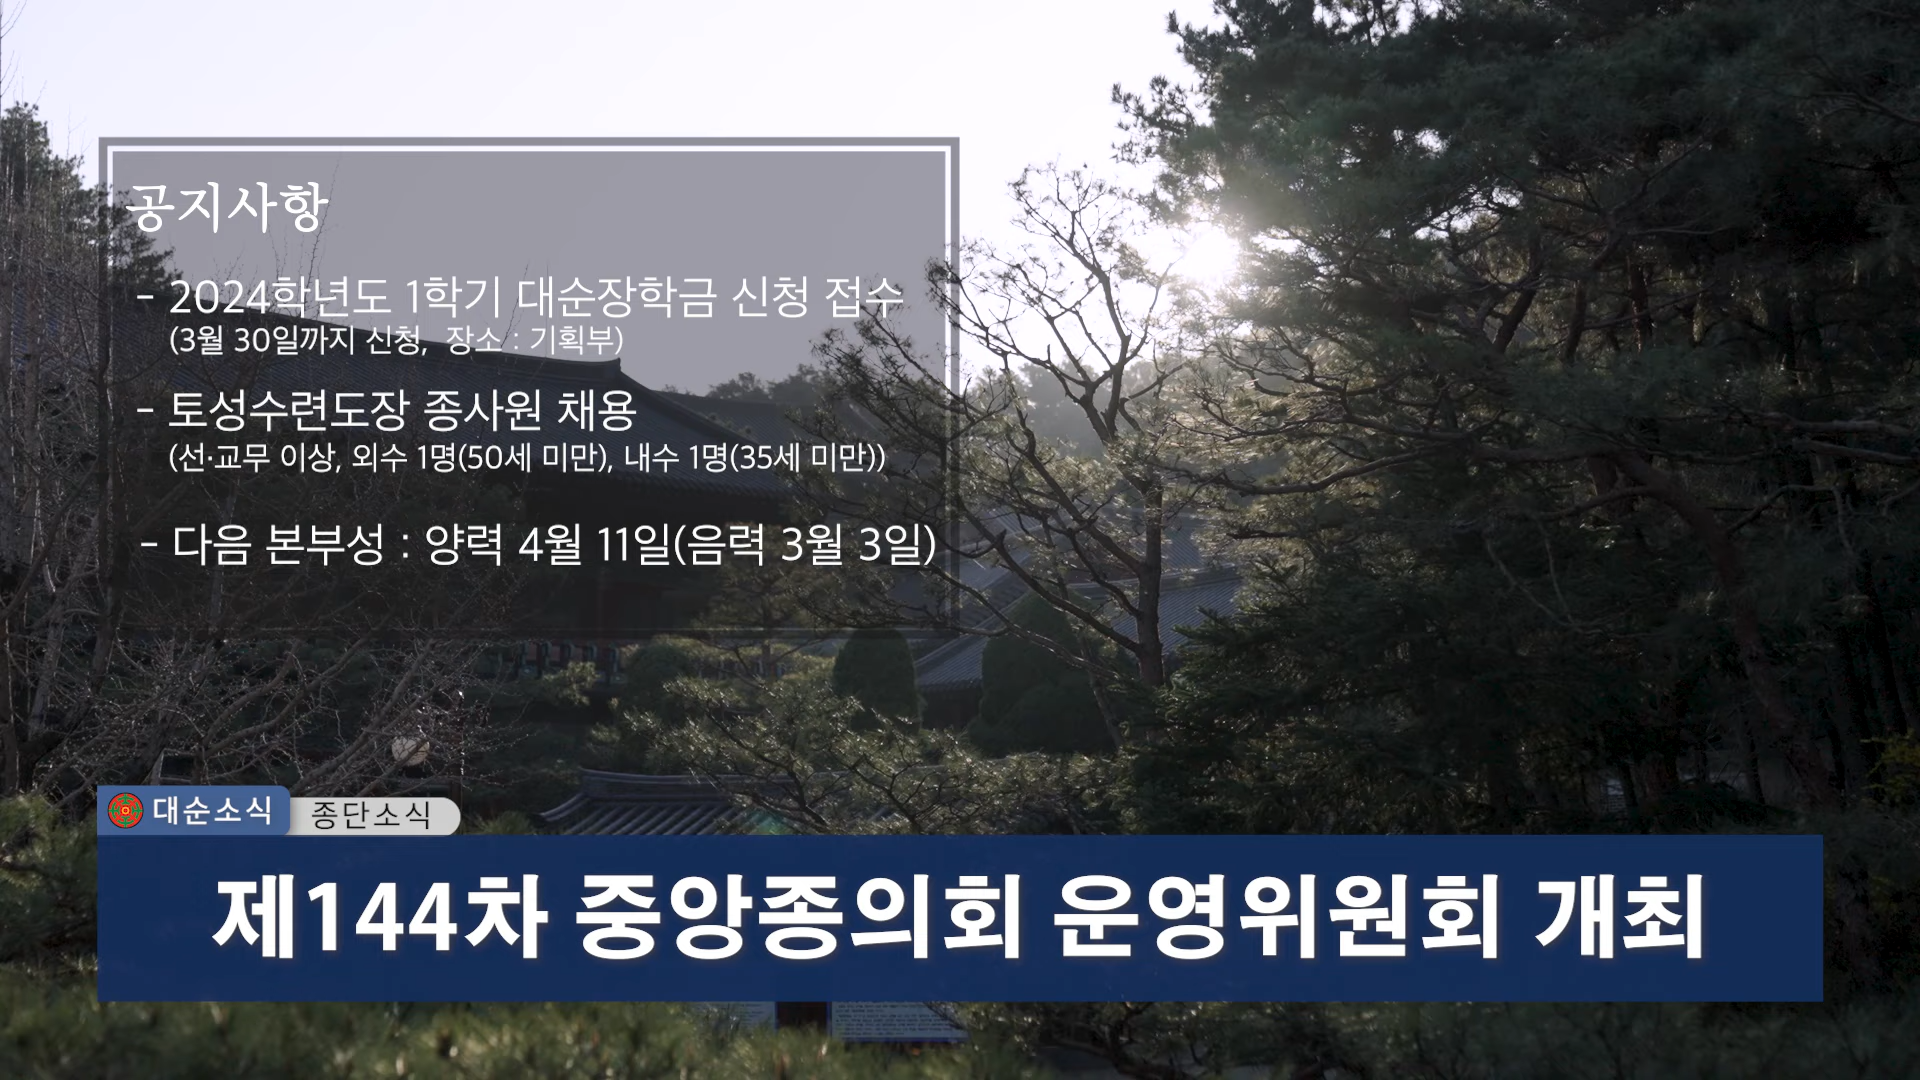 공지사항
- 2024학년도 1학기 대순장학금 신청 접수
(3월 30일까지 신청, 장소 : 기획부)
- 토성수련도장 종사원 채용
(선·교무 이상, 외수 1명(50세 미만), 내수 1명(35세 미만))
- 다음 본부성 : 양력 4월 11일(음력 3월 3일)
대순소식 종단소식
제144차 중앙종의회 운영위원회 개최